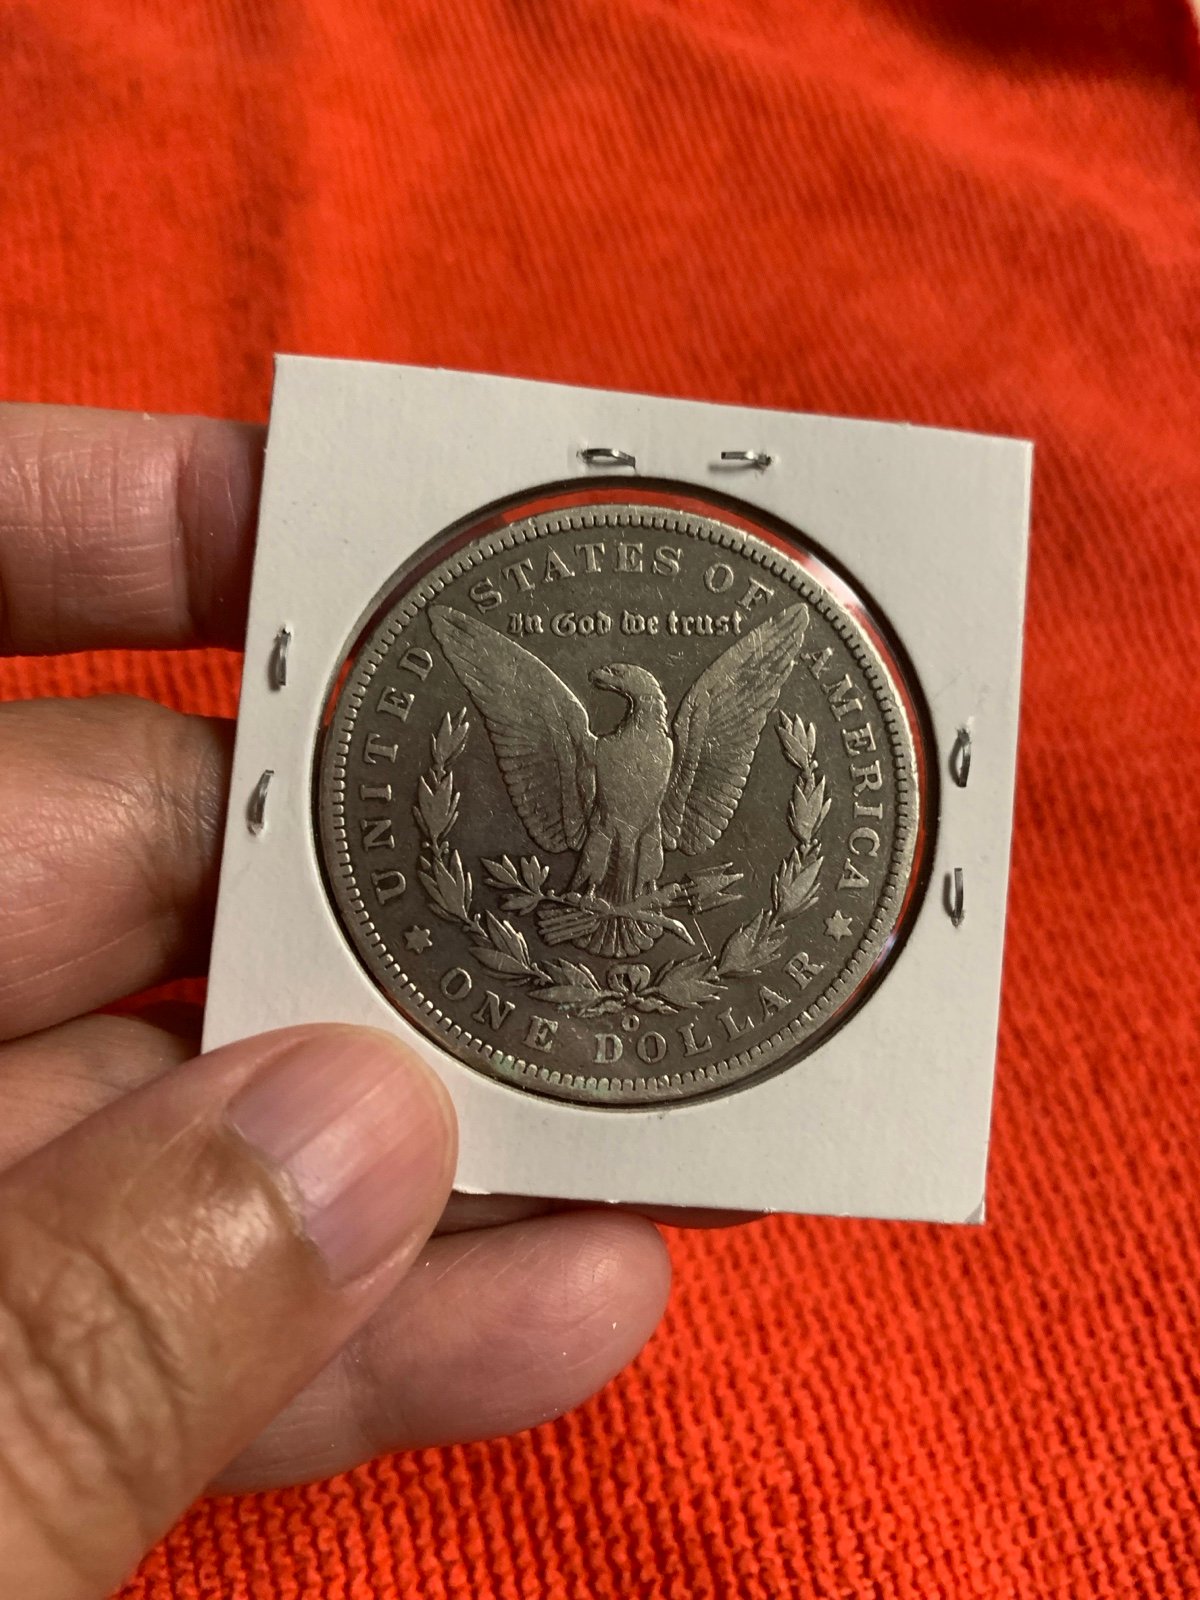 UNITED STATES OF AMERICA
In God we trust
O
ONE DOLLAR